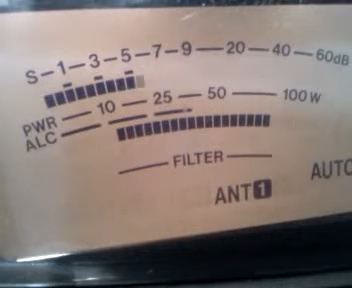 S-1-3-5-7-9-20-40-60dB
PWR 10 25 50 100 W
ALC
FILTER
ANT 1 AUTO